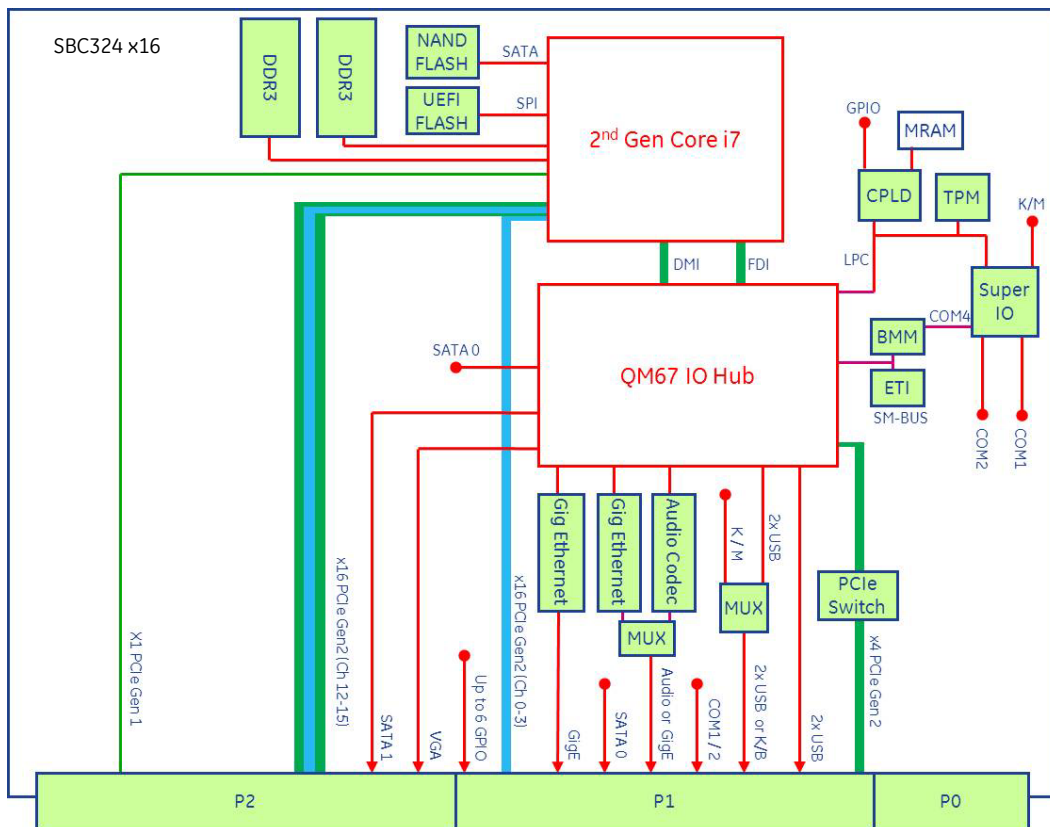 SBC324 x16
DDR3
DDR3
NAND
FLASH
SATA
UEFI
FLASH
SPI
2nd Gen Core i7
GPIO
MRAM
CPLD
TPM
K/M
LPC
DMI
FDI
Super
IO
COM4
BMM
ETI
SM-BUS
COM2
COM1
SATA 0
QM67 IO Hub
Gig Ethernet
Gig Ethernet
Audio Codec
K / M
2x USB
MUX
MUX
PCIe
Switch
X1 PCIe Gen 1
x16 PCIe Gen2 (Ch 12-15)
SATA 1
VGA
Up to 6 GPIO
x16 PCIe Gen2 (Ch 0-3)
GigE
SATA 0
Audio or GigE
COM1 / 2
2x USB or K/B
2x USB
x4 PCIe Gen 2
P2
P1
P0